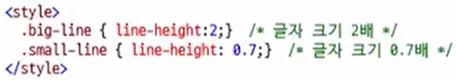 <style>
.big-line { line-height:2;} /* 글자 크기 2배 */
.small-line { line-height: 0.7;} /* 글자 크기 0.7배 */
</style>